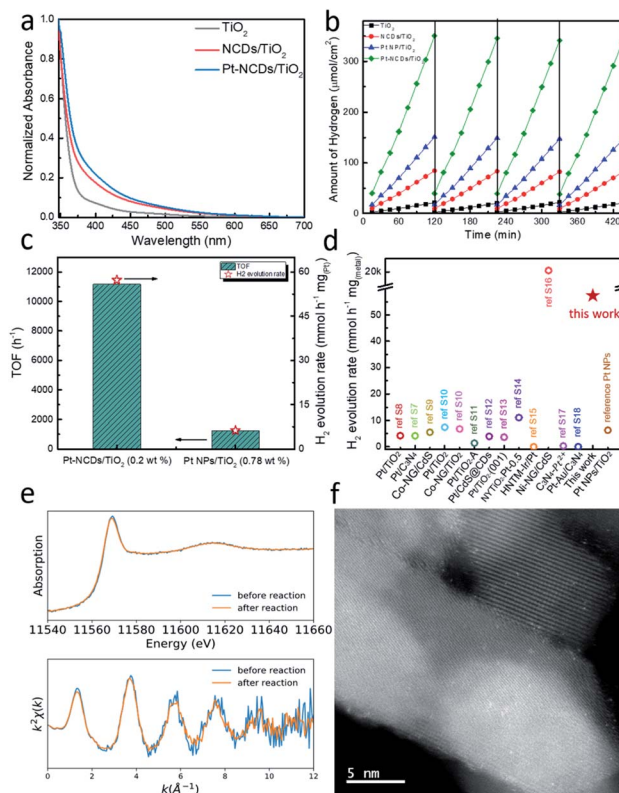 a
TiO2
NCDs/TiO2
Pt-NCDs/TiO2
Normalized Absorbance
1.0
0.8
0.6
0.4
0.2
0.0
350 400 450 500 550 600 650 700
Wavelength (nm)
b
TiO2
NCDs/TiO2
Pt NP/TiO2
Pt-NCDs/TiO2
Amount of Hydrogen (μmol/cm2)
300
200
100
0
0 60 120 180 240 300 360 420
Time (min)
c
TOF
H2 evolution rate
TOF (h-1)
12000
10000
8000
6000
4000
2000
0
H2 evolution rate (mmol h-1 mg(Pt))
60
45
30
15
0
Pt-NCDs/TiO2 (0.2 wt %)
Pt NPs/TiO2 (0.78 wt %)
d
H2 evolution rate (mmol h-1 mg(metal))
20k
50
40
30
20
10
0
ref S8
ref S7
ref S9
ref S10
ref S10
ref S11
ref S12
ref S13
ref S14
ref S15
ref S16
ref S17
ref S18
this work
reference Pt NPs
Pt/TiO2
Pt/C3N4
Co-NG/CdS
Pt/TiO2
Co-NG/TiO2
Pt/TiO2-A
Pt/CdS@CDs
Pt/TiO2(001)
HNTM-Ir/Pt
Ni-NG/CdS
C3N4-Pt2+
Pt-Au/C3N4
This work
Pt NPs/TiO2
e
Absorption
before reaction
after reaction
11540 11560 11580 11600 11620 11640 11660
Energy (eV)
k2χ(k)
before reaction
after reaction
0 2 4 6 8 10 12
k(Å-1)
f
5 nm